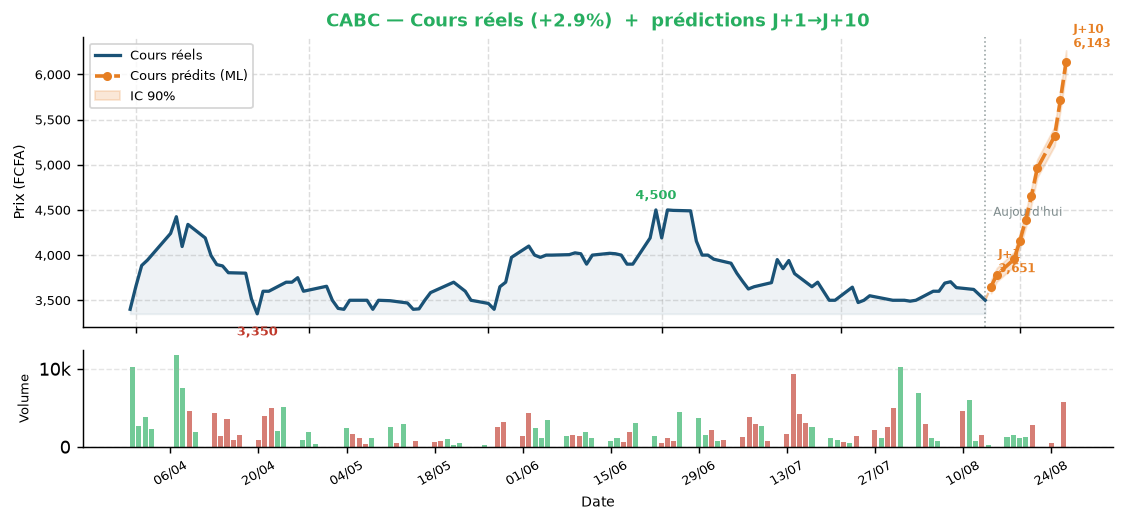 CABC — Cours réels (+2.9%) + prédictions J+1→J+10
Cours réels
Cours prédits (ML)
IC 90%
J+10
6,143
Prix (FCFA)
6,000
5,500
5,000
4,500
4,000
3,500
4,500
Aujourd'hui
J+1
3,651
3,350
Volume
10k
0
06/04
20/04
04/05
18/05
01/06
15/06
29/06
13/07
27/07
10/08
24/08
Date